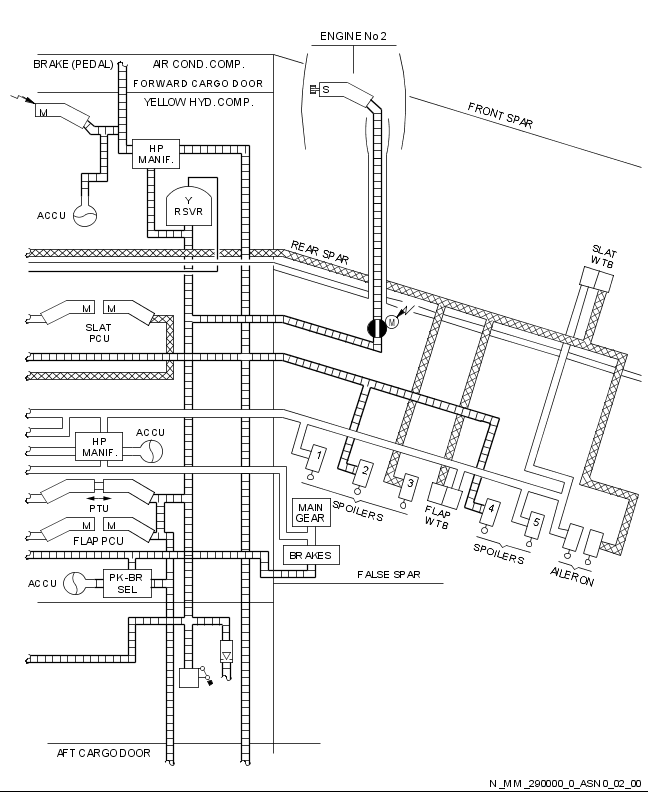 ENGINE No2
BRAKE (PEDAL)
AIR COND. COMP.
FORWARD CARGO DOOR
YELLOW HYD. COMP.
S
FRONT SPAR
M
HP
MANIF.
ACCU
Y
RSVR
REAR SPAR
SLAT
WTB
M M
SLAT
PCU
M
HP
MANIF.
ACCU
1
2
3
4
5
SPOILERS
FLAP
WTB
SPOILERS
AILERON
PTU
M M
FLAP PCU
MAIN
GEAR
BRAKES
ACCU
PK-BR
SEL
FALSE SPAR
AFT CARGO DOOR
N_MM_290000_0_ASN0_02_00